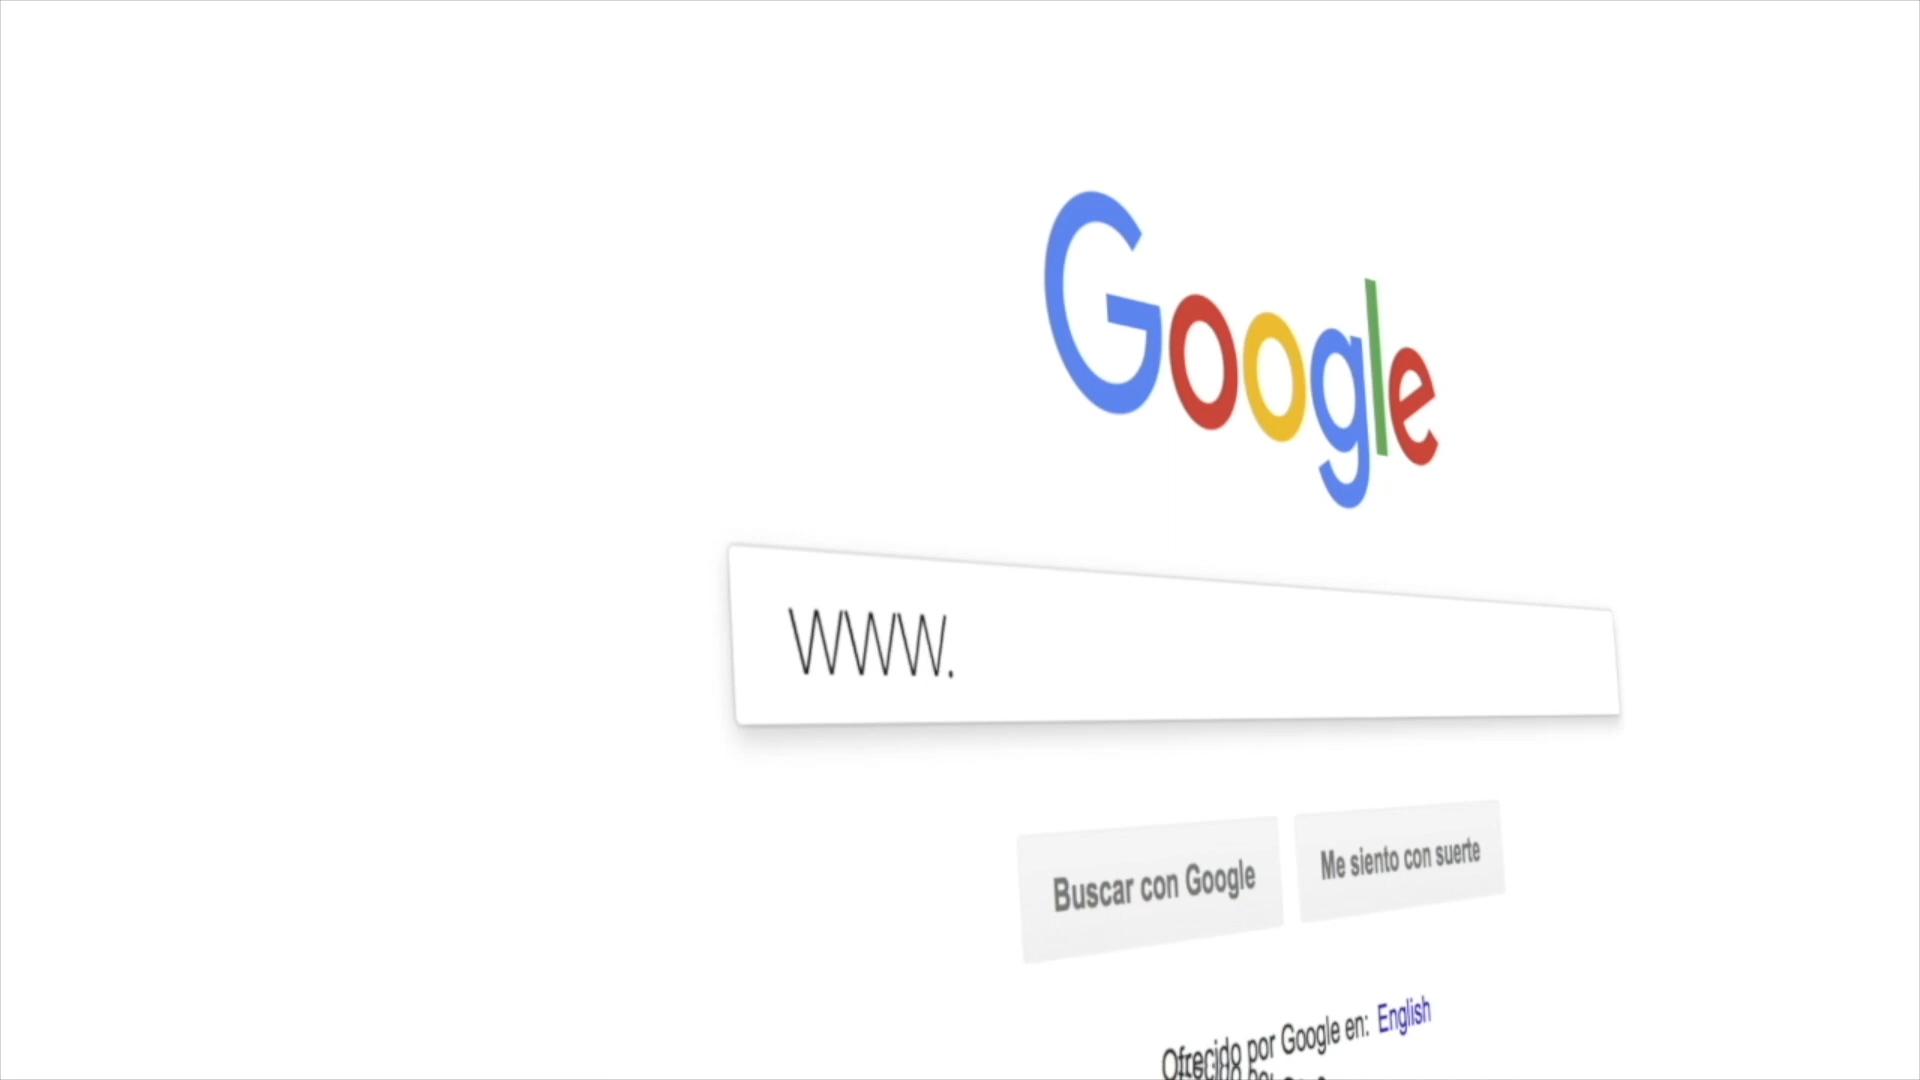 Google
WWW.
Buscar con Google
Me siento con suerte
Ofrecido por Google en: English